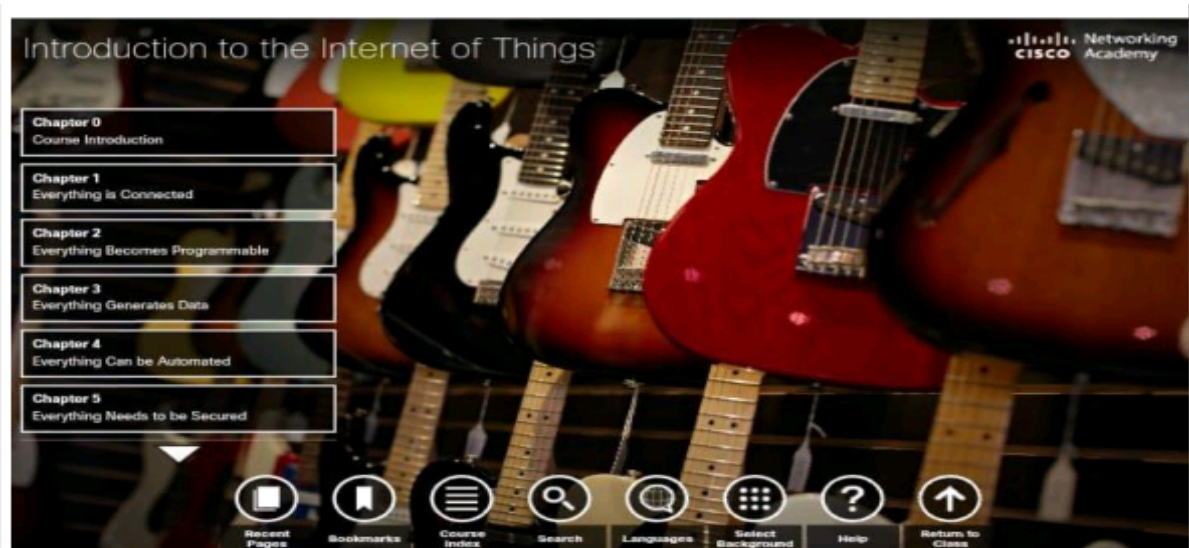 Introduction to the Internet of Things
CISCO Networking Academy
Chapter 0
Course Introduction
Chapter 1
Everything is Connected
Chapter 2
Everything Becomes Programmable
Chapter 3
Everything Generates Data
Chapter 4
Everything Can be Automated
Chapter 5
Everything Needs to be Secured
Recent
Pages
Bookmarks
Course
Index
Search
Languages
Select
Background
?
Help
Return to
Class